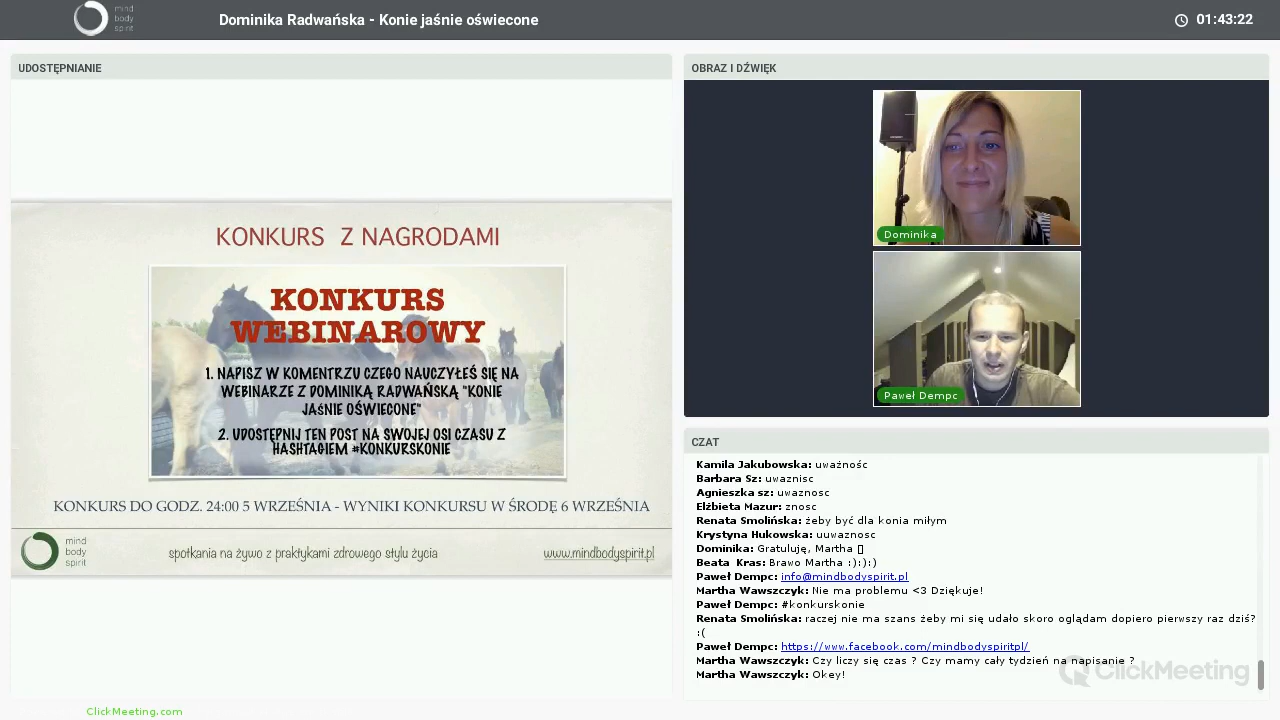 mind
body
spirit
Dominika Radwańska - Konie jaśnie oświecone
01:43:22
UDOSTĘPNIANIE
KONKURS Z NAGRODAMI
KONKURS
WEBINAROWY
1. NAPISZ W KOMENTRZU CZEGO NAUCZYŁEŚ SIĘ NA
WEBINARZE Z DOMINIKĄ RADWAŃSKĄ "KONIE
JAŚNIE OŚWIECONE"
2. UDOSTĘPNIJ TEN POST NA SWOJEJ OSI CZASU Z
HASHTAGIEM #KONKURSKONIE
KONKURS DO GODZ. 24:00 5 WRZEŚNIA - WYNIKI KONKURSU W ŚRODĘ 6 WRZEŚNIA
mind
body
spirit
spotkania na żywo z praktykami zdrowego stylu życia
www.mindbodyspirit.pl
ClickMeeting.com
OBRAZ I DŹWIĘK
Dominika
Paweł Dempc
CZAT
Kamila Jakubowska: uważnośc
Barbara Sz: uwaznisc
Agnieszka sz: uwaznosc
Elżbieta Mazur: znosc
Renata Smolińska: żeby być dla konia miłym
Krystyna Hukowska: uuwaznosc
Dominika: Gratuluję, Martha
Beata Kras: Brawo Martha :):):)
Paweł Dempc: info@mindbodyspirit.pl
Martha Wawszczyk: Nie ma problemu <3 Dziękuje!
Paweł Dempc: #konkurskonie
Renata Smolińska: raczej nie ma szans żeby mi się udało skoro oglądam dopiero pierwszy raz dziś?
:(
Paweł Dempc: https://www.facebook.com/mindbodyspiritpl/
Martha Wawszczyk: Czy liczy się czas ? Czy mamy cały tydzień na napisanie ?
Martha Wawszczyk: Okey!
ClickMeeting